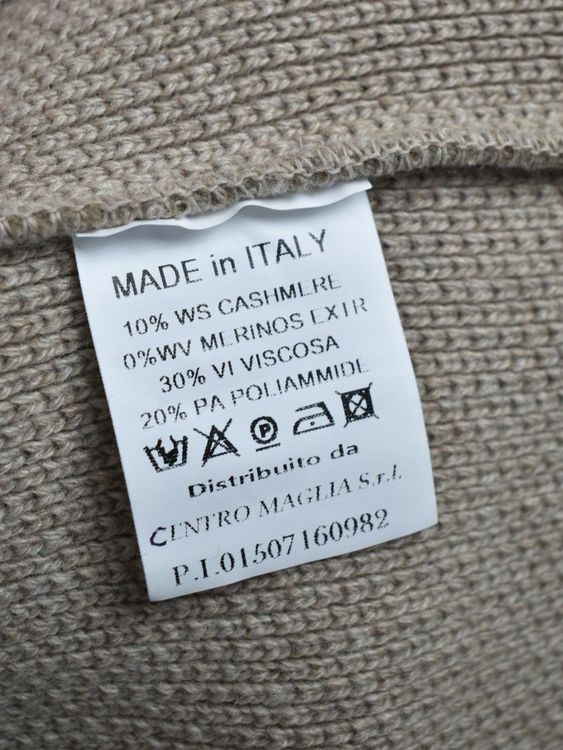 MADE in ITALY
10% WS CASHMERE
0%WV MERINOS EXTR
30% VI VISCOSA
20% PA POLIAMMIDE
P
Distribuito da
CENTRO MAGLIA S.r.l.
P.I.01507160982